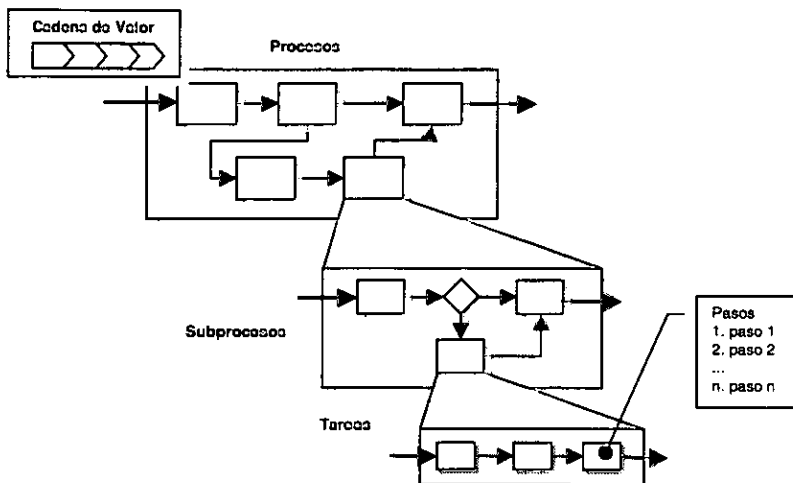 Cadena de Valor
Procesos
Subprocesos
Pasos
1. paso 1
2. paso 2
...
n. paso n
Tareas